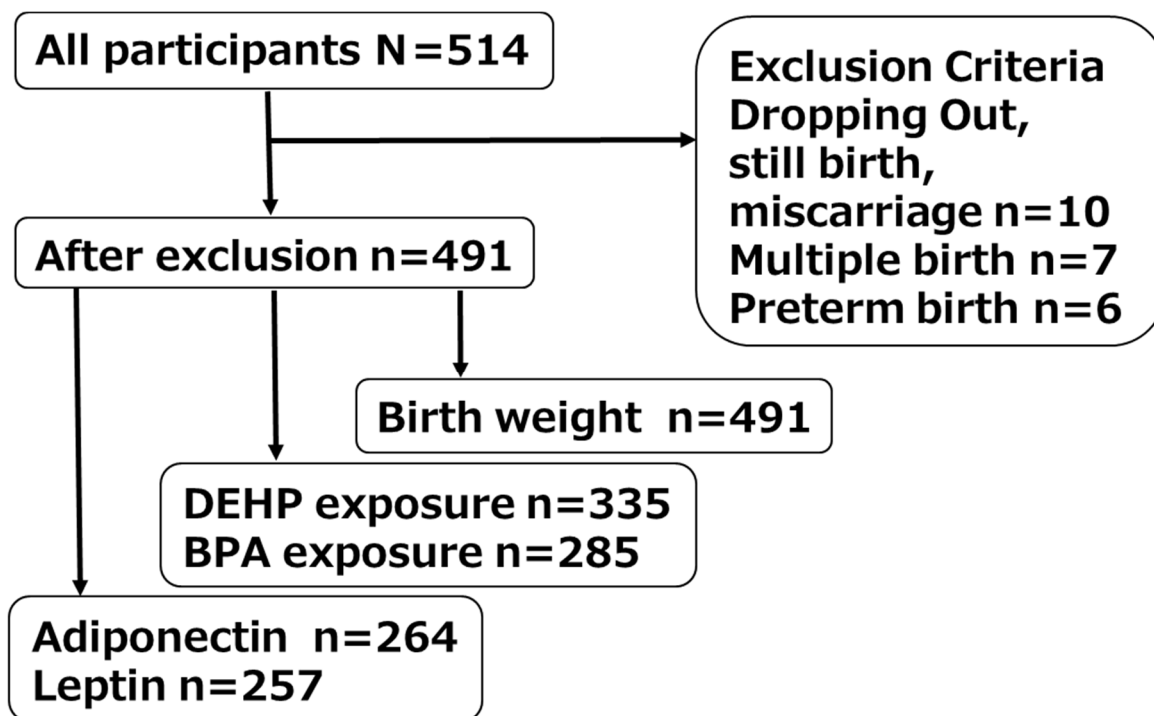 All participants N=514
Exclusion Criteria
Dropping Out,
still birth,
miscarriage n=10
Multiple birth n=7
Preterm birth n=6
After exclusion n=491
Birth weight n=491
DEHP exposure n=335
BPA exposure n=285
Adiponectin n=264
Leptin n=257